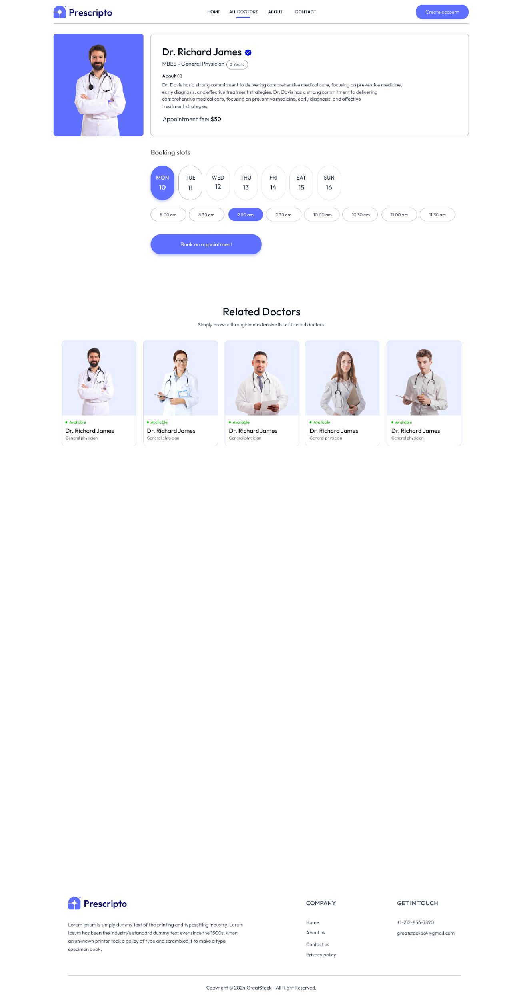 Prescripto
HOME ALL DOCTORS ABOUT CONTACT
Create account
Dr. Richard James
MBBS - General Physician 2 Years
About
Dr. Davis has a strong commitment to delivering comprehensive medical care, focusing on preventive medicine,
early diagnosis, and effective treatment strategies. Dr. Davis has a strong commitment to delivering
comprehensive medical care, focusing on preventive medicine, early diagnosis, and effective
treatment strategies.
Appointment fee: $50
Booking slots
MON TUE WED THU FRI SAT SUN
10 11 12 13 14 15 16
8.00 am 8.30 am 9.00 am 9.30 am 10.00 am 10.30 am 11.00 am 11.30 am
Book an appointment
Related Doctors
Simply browse through our extensive list of trusted doctors.
Available Available Available Available Available
Dr. Richard James Dr. Richard James Dr. Richard James Dr. Richard James Dr. Richard James
General physician General physician General physician General physician General physician
Prescripto
Lorem Ipsum is simply dummy text of the printing and typesetting industry. Lorem
Ipsum has been the industry's standard dummy text ever since the 1500s, when
an unknown printer took a galley of type and scrambled it to make a type
specimen book.
COMPANY
Home
About us
Contact us
Privacy policy
GET IN TOUCH
+1-212-456-7890
greatstackdev@gmail.com
Copyright © 2024 GreatStack - All Right Reserved.